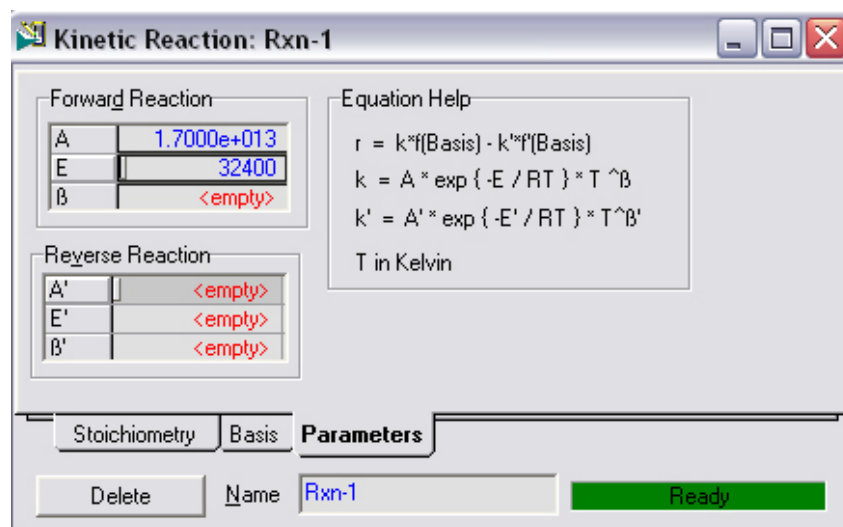 Kinetic Reaction: Rxn-1
Forward Reaction
A 1.7000e+013
E 32400
ß <empty>
Equation Help
r = k*f(Basis) - k'*f'(Basis)
k = A * exp { -E / RT } * T ^ß
k' = A' * exp { -E' / RT } * T^ß'
T in Kelvin
Reverse Reaction
A' <empty>
E' <empty>
ß' <empty>
Stoichiometry Basis Parameters
Delete Name Rxn-1 Ready